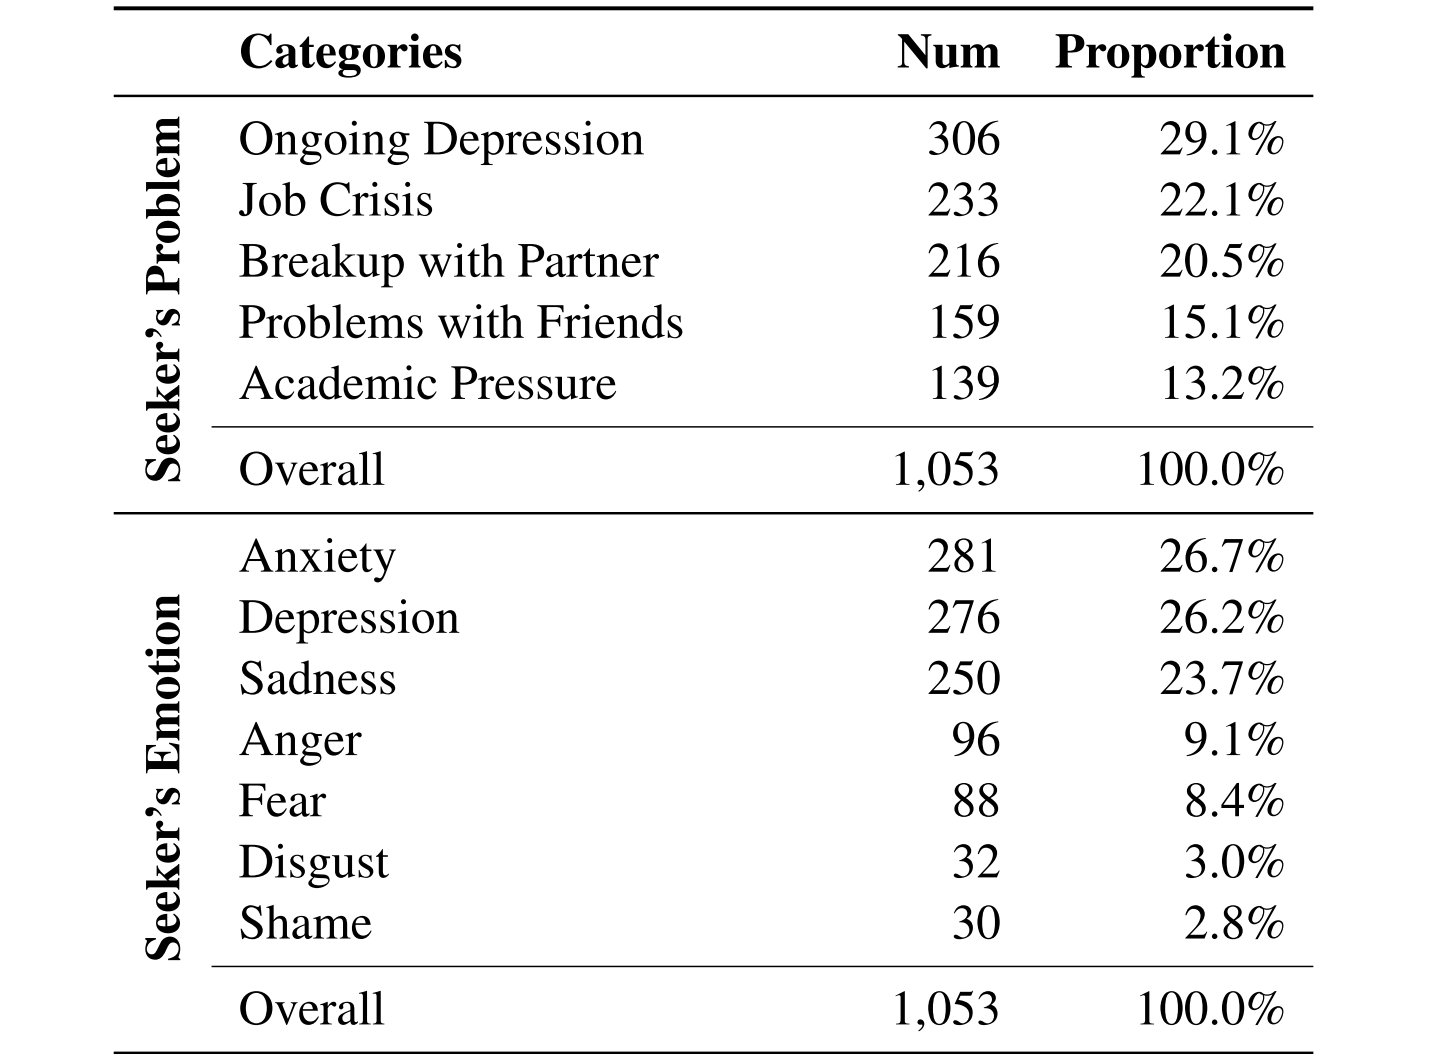 Categories Num Proportion
Seeker's Problem
Ongoing Depression 306 29.1%
Job Crisis 233 22.1%
Breakup with Partner 216 20.5%
Problems with Friends 159 15.1%
Academic Pressure 139 13.2%
Overall 1,053 100.0%
Seeker's Emotion
Anxiety 281 26.7%
Depression 276 26.2%
Sadness 250 23.7%
Anger 96 9.1%
Fear 88 8.4%
Disgust 32 3.0%
Shame 30 2.8%
Overall 1,053 100.0%